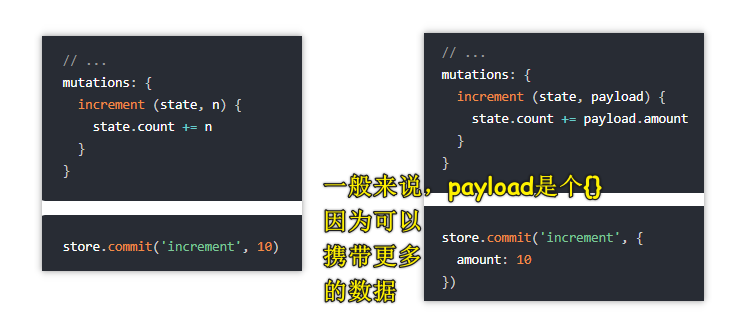 // ...
mutations: {
  increment (state, n) {
    state.count += n
  }
}
store.commit('increment', 10)
// ...
mutations: {
  increment (state, payload) {
    state.count += payload.amount
  }
}
store.commit('increment', {
  amount: 10
})
一般来说，payload是个{}
因为可以
携带更多
的数据